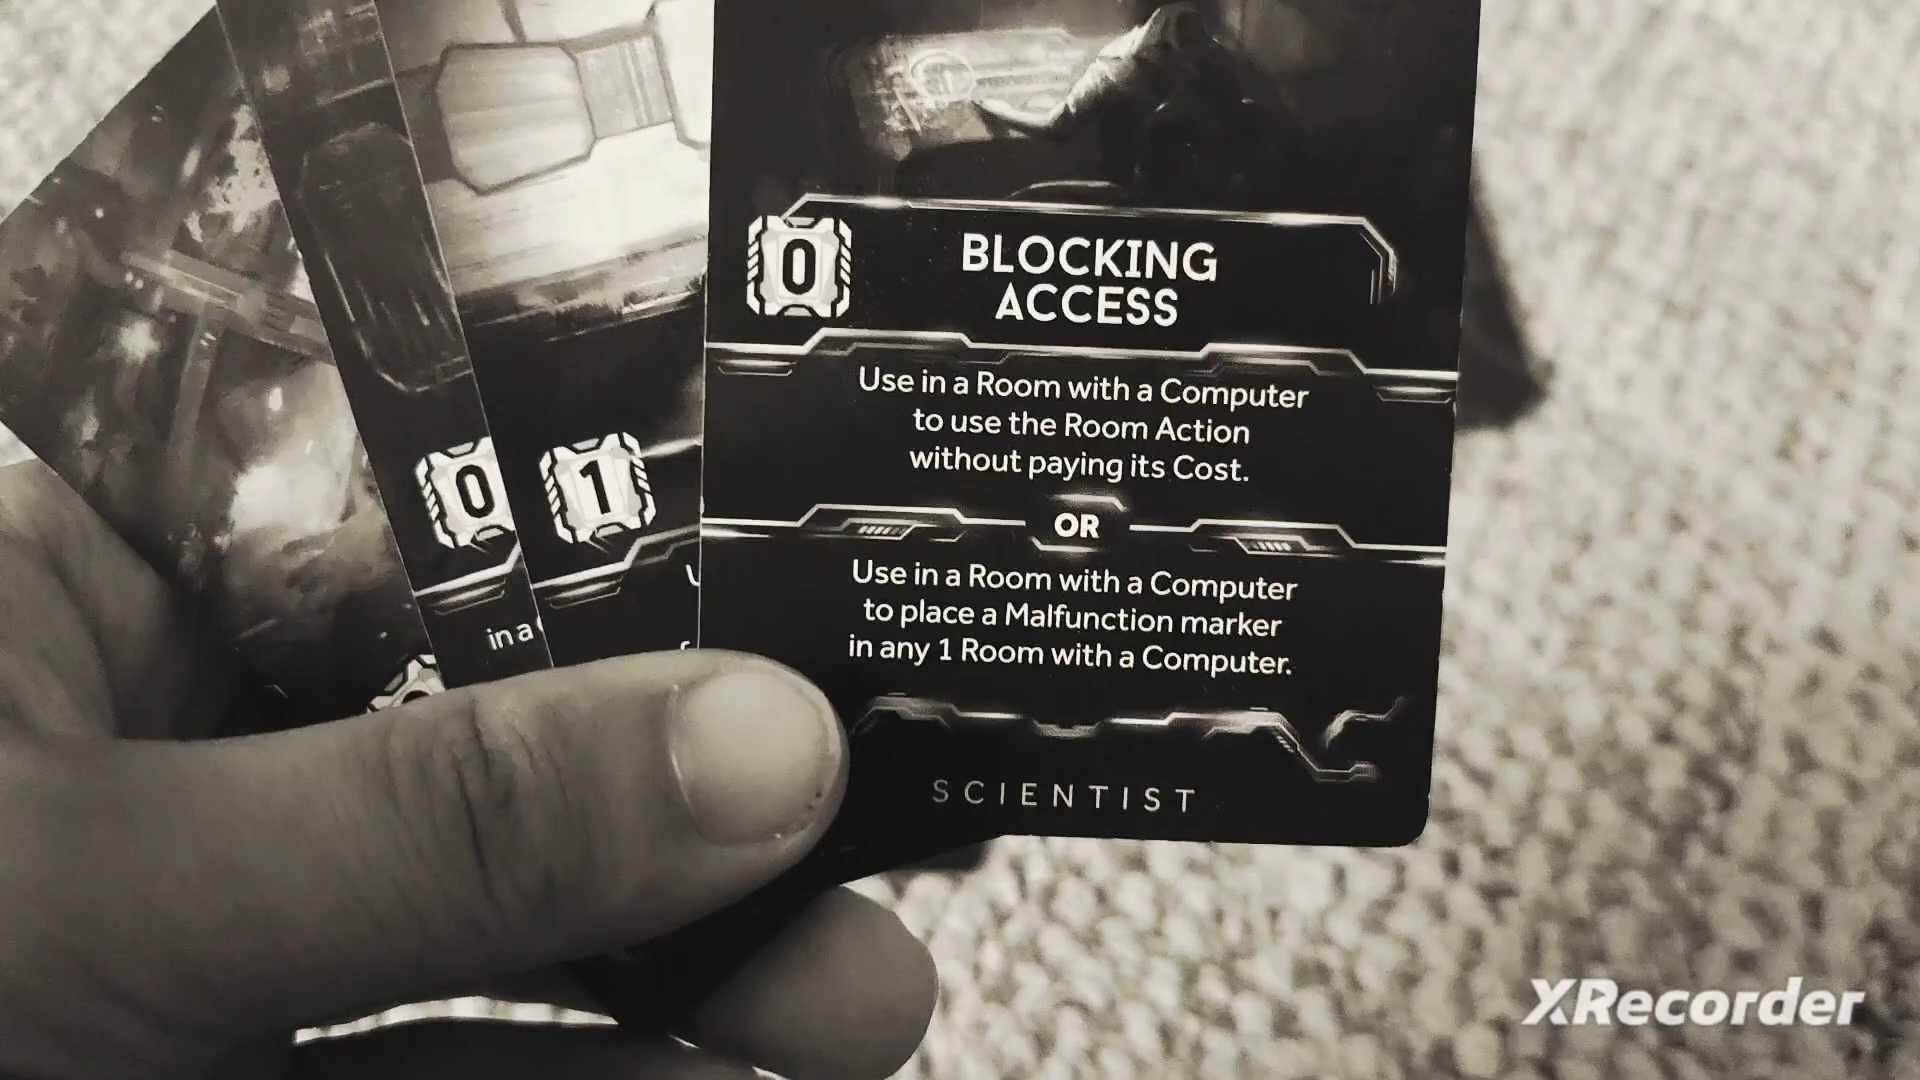 0
BLOCKING
ACCESS
Use in a Room with a Computer
to use the Room Action
without paying its Cost.
OR
Use in a Room with a Computer
to place a Malfunction marker
in any 1 Room with a Computer.
SCIENTIST
0
in a
1
XRecorder